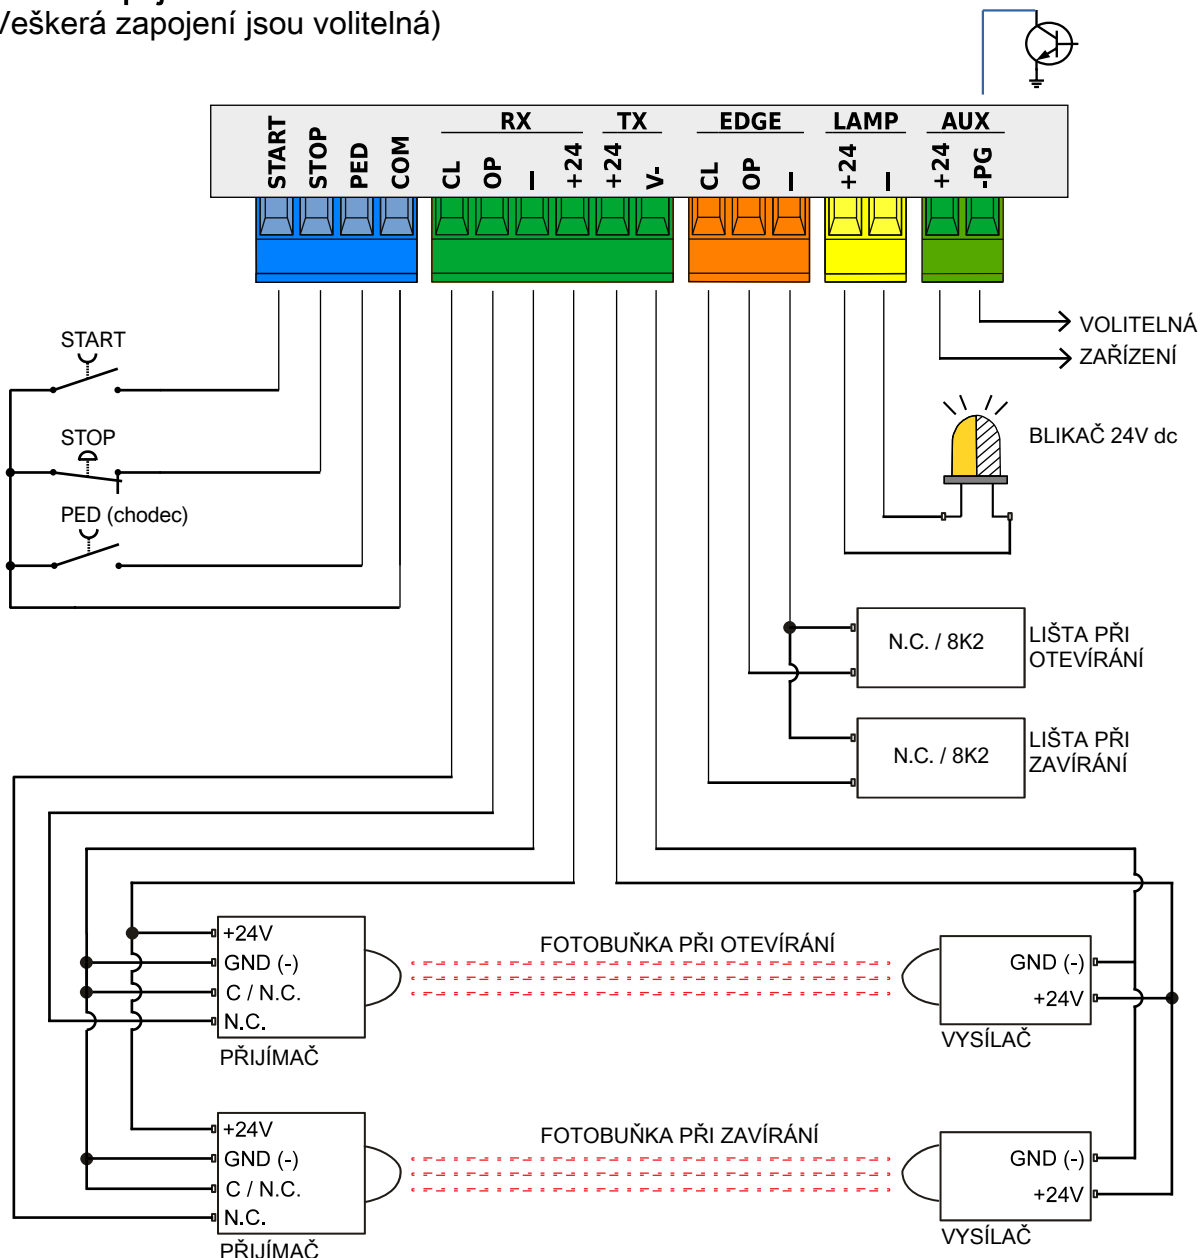 Veškerá zapojení jsou volitelná)
RX TX EDGE LAMP AUX
START STOP PED COM CL OP – +24 +24 V- CL OP – +24 – +24 -PG
VOLITELNÁ
ZAŘÍZENÍ
START
BLIKAČ 24V dc
STOP
PED (chodec)
N.C. / 8K2
LIŠTA PŘI
OTEVÍRÁNÍ
N.C. / 8K2
LIŠTA PŘI
ZAVÍRÁNÍ
+24V
GND (-)
C / N.C.
N.C.
PŘIJÍMAČ
FOTOBUŇKA PŘI OTEVÍRÁNÍ
GND (-)
+24V
VYSÍLAČ
+24V
GND (-)
C / N.C.
N.C.
PŘIJÍMAČ
FOTOBUŇKA PŘI ZAVÍRÁNÍ
GND (-)
+24V
VYSÍLAČ